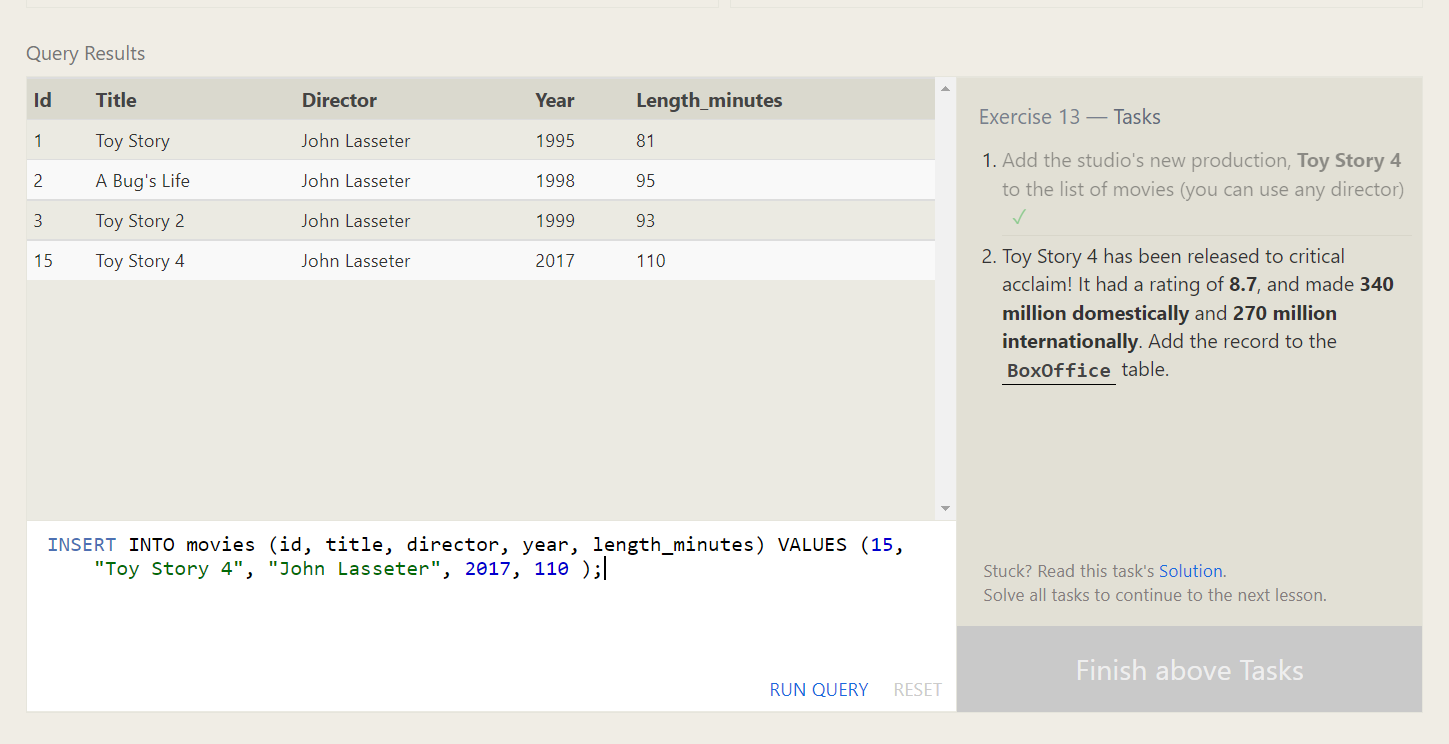 Query Results
Id Title Director Year Length_minutes
1 Toy Story John Lasseter 1995 81
2 A Bug's Life John Lasseter 1998 95
3 Toy Story 2 John Lasseter 1999 93
15 Toy Story 4 John Lasseter 2017 110
INSERT INTO movies (id, title, director, year, length_minutes) VALUES (15,
"Toy Story 4", "John Lasseter", 2017, 110 );
RUN QUERY RESET
Exercise 13 — Tasks
1. Add the studio's new production, Toy Story 4
to the list of movies (you can use any director)
✓
2. Toy Story 4 has been released to critical
acclaim! It had a rating of 8.7, and made 340
million domestically and 270 million
internationally. Add the record to the
BoxOffice table.
Stuck? Read this task's Solution.
Solve all tasks to continue to the next lesson.
Finish above Tasks